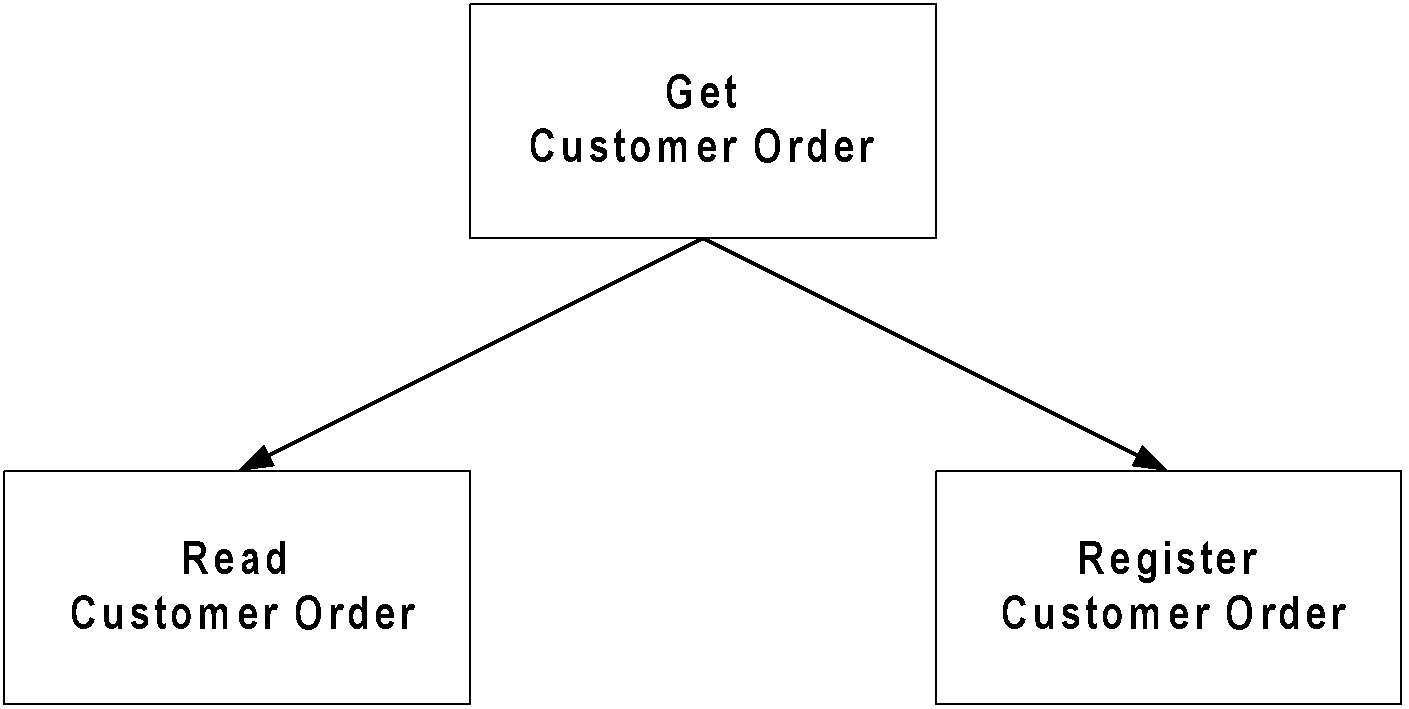 Get
Customer Order
Read
Customer Order
Register
Customer Order